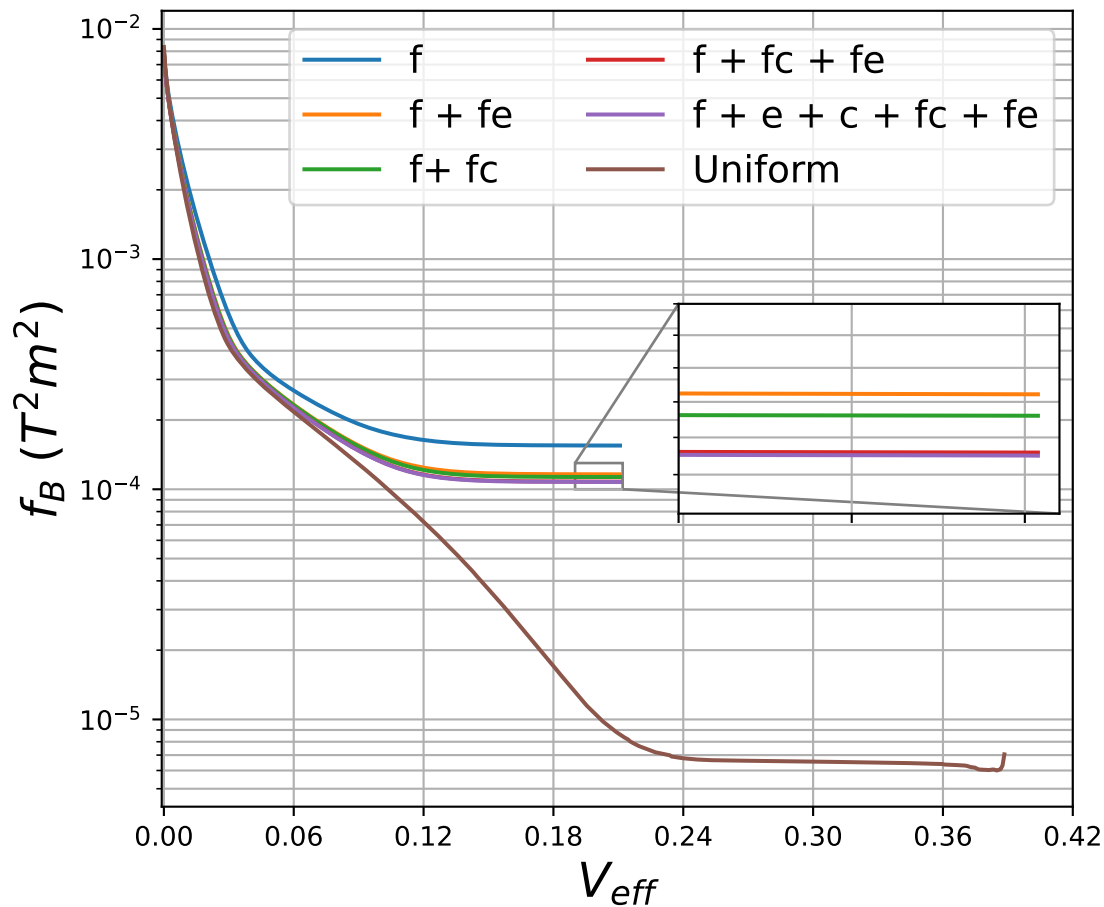 10⁻²
10⁻³
10⁻⁴
10⁻⁵
f_B (T²m²)
f
f + fe
f+ fc
f + fc + fe
f + e + c + fc + fe
Uniform
0.00 0.06 0.12 0.18 0.24 0.30 0.36 0.42
V_eff